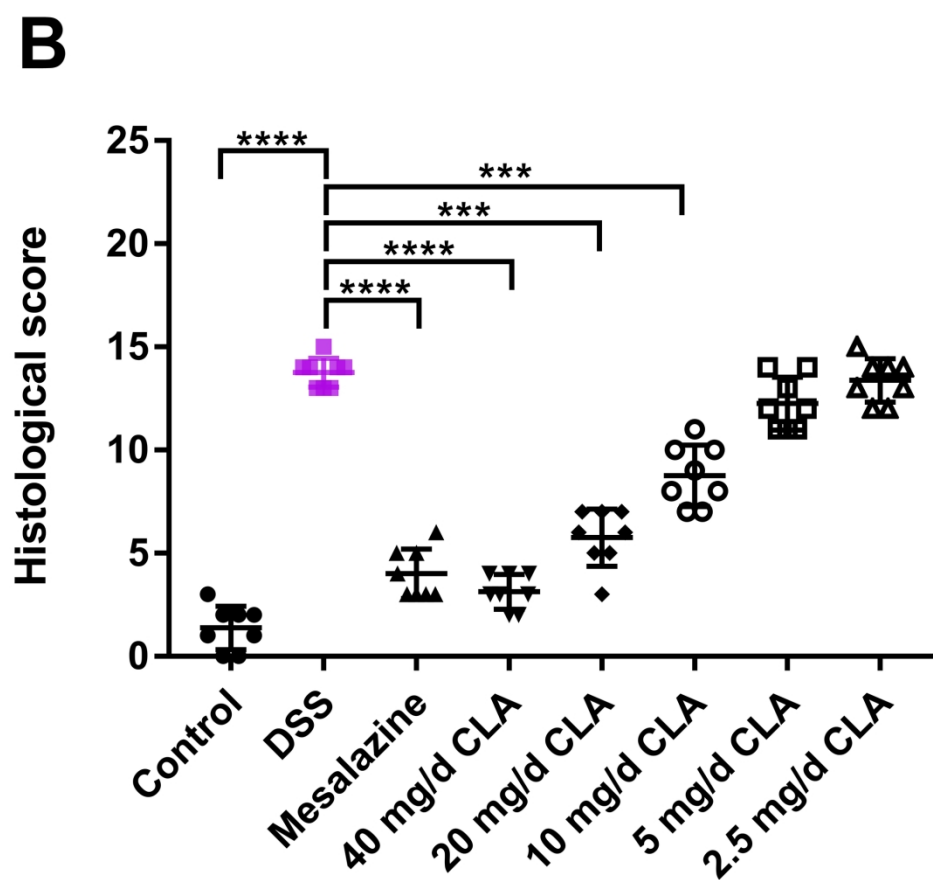 B
Histological score
25
20
15
10
5
0
****
***
***
****
****
Control
DSS
Mesalazine
40 mg/d CLA
20 mg/d CLA
10 mg/d CLA
5 mg/d CLA
2.5 mg/d CLA